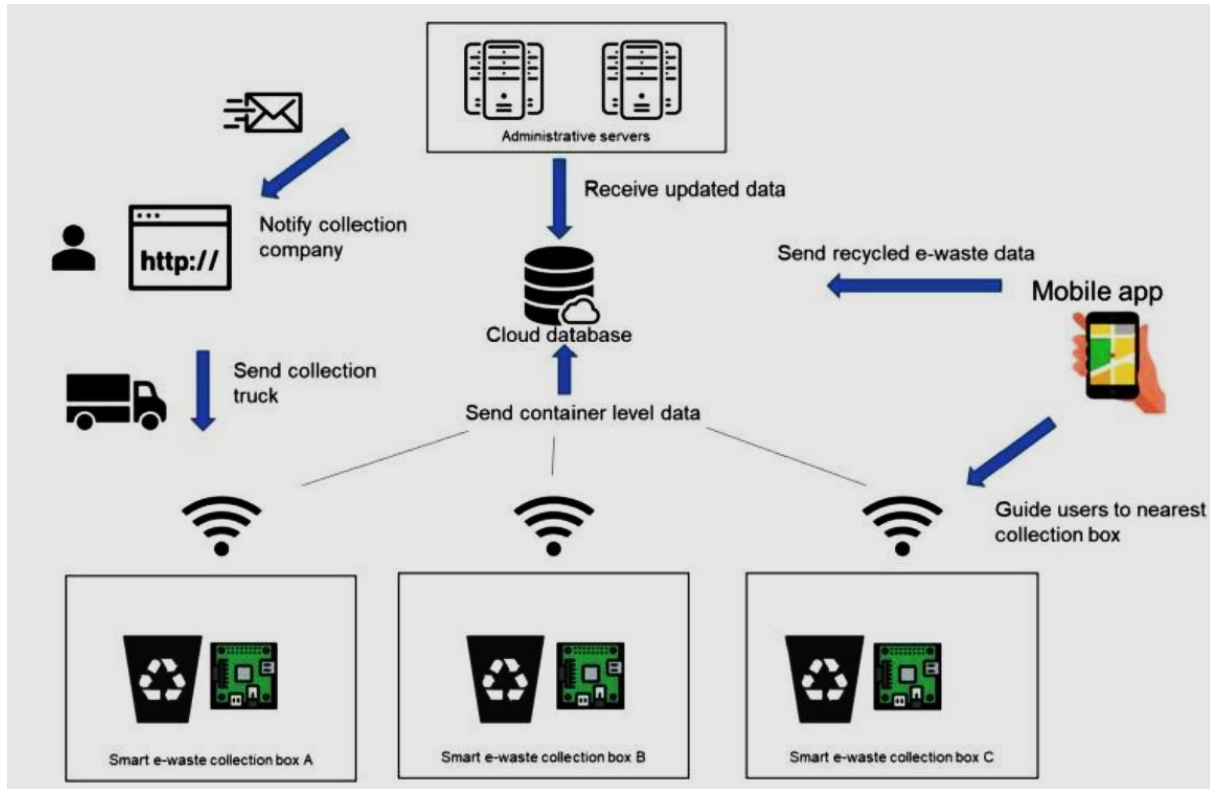 Administrative servers
Receive updated data
Notify collection
company
http://
Send recycled e-waste data
Mobile app
Cloud database
Send collection
truck
Send container level data
Guide users to nearest
collection box
Smart e-waste collection box A
Smart e-waste collection box B
Smart e-waste collection box C